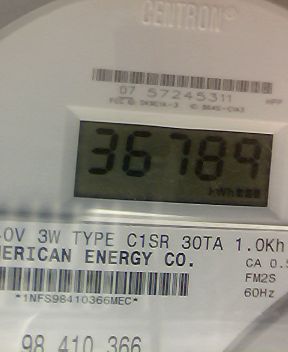 CENTRON®
07 57245311
36789
kWh
0V 3W TYPE C1SR 30TA 1.0Kh
ERICAN ENERGY CO.
CA 0.5
FM2S
*1NFS98410366MEC*
60Hz
98 410 366